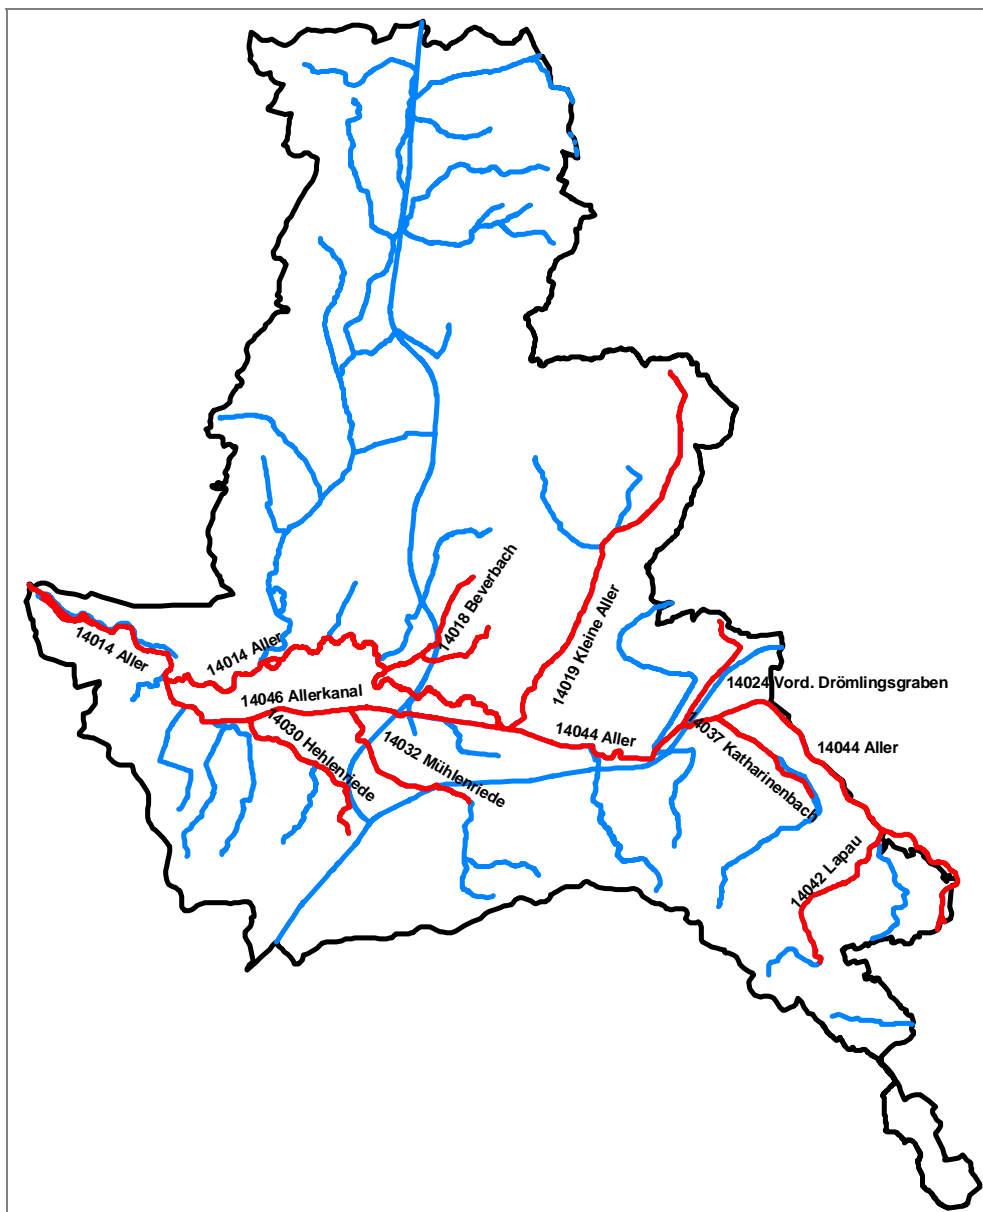 14018 Beverbach
14019 Kleine Aller
14014 Aller
14014 Aller
14024 Vord. Drömlingsgraben
14046 Allerkanal
14044 Aller
14044 Aller
14030 Hehlenriede
14032 Mühlenriede
14037 Katharinenbach
14042 Lapau